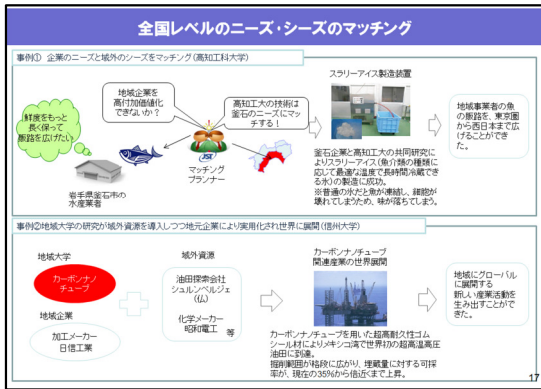 全国レベルのニーズ・シーズのマッチング
事例① 企業のニーズと域外のシーズをマッチング(高知工科大学)
鮮度をもっと
長く保って
販路を広げたい
岩手県釜石市の
水産業者
地域企業を
高付加価値化
できないか?
高知工大の技術は
釜石のニーズにマッ
チする!
JST
マッチング
プランナー
スラリーアイス製造装置
釜石企業と高知工大の共同研究に
よりスラリーアイス(魚介類の種類に
応じて最適な温度で長時間冷蔵でき
る氷)の製造に成功。
※普通の氷だと魚が凍結し、細胞が
壊れてしまうため、味が落ちてしまう。
地域事業者の魚
の販路を、東京圏
から西日本まで広
げることができ
た。
事例②地域大学の研究が域外資源を導入しつつ地元企業により実用化され世界に展開(信州大学)
地域大学
カーボンナノ
チューブ
地域企業
加工メーカー
日信工業
域外資源
油田探索会社
シュルンベルジェ
(仏)
化学メーカー
昭和電工 等
カーボンナノチューブ
関連産業の世界展開
カーボンナノチューブを用いた超高耐久性ゴム
シール材によりメキシコ湾で世界初の超高温高圧
油田に到達。
掘削範囲が格段に広がり、埋蔵量に対する可採
率が、現在の35%から倍近くまで上昇。
地域にグローバル
に展開する
新しい産業活動を
生み出すことがで
きた。
17